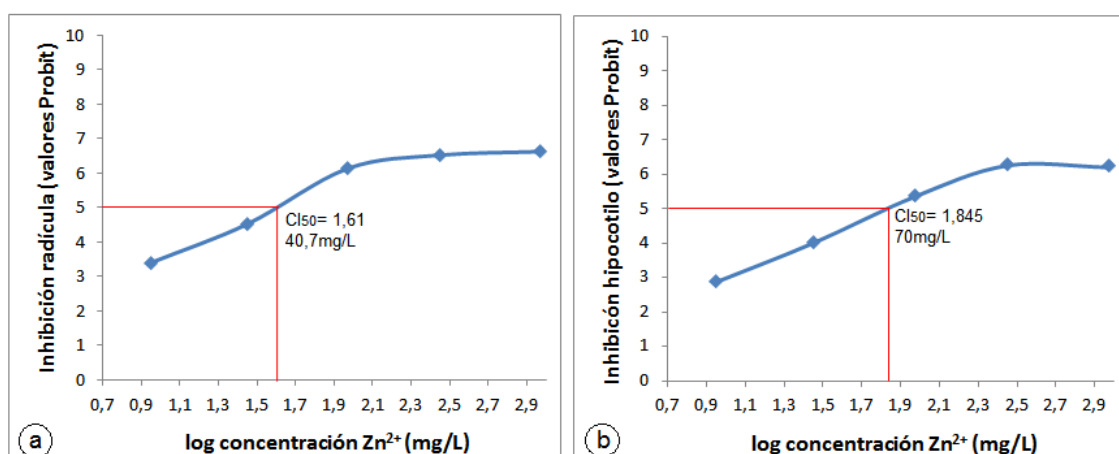 Inhibición radícula (valores Probit)
10
9
8
7
6
5
4
3
2
1
0
CI50= 1,61
40,7mg/L
0,7 0,9 1,1 1,3 1,5 1,7 1,9 2,1 2,3 2,5 2,7 2,9
log concentración Zn²⁺ (mg/L)
a
Inhibicón hipocotilo (valores Probit)
10
9
8
7
6
5
4
3
2
1
0
CI50= 1,845
70mg/L
0,7 0,9 1,1 1,3 1,5 1,7 1,9 2,1 2,3 2,5 2,7 2,9
log concentración Zn²⁺ (mg/L)
b